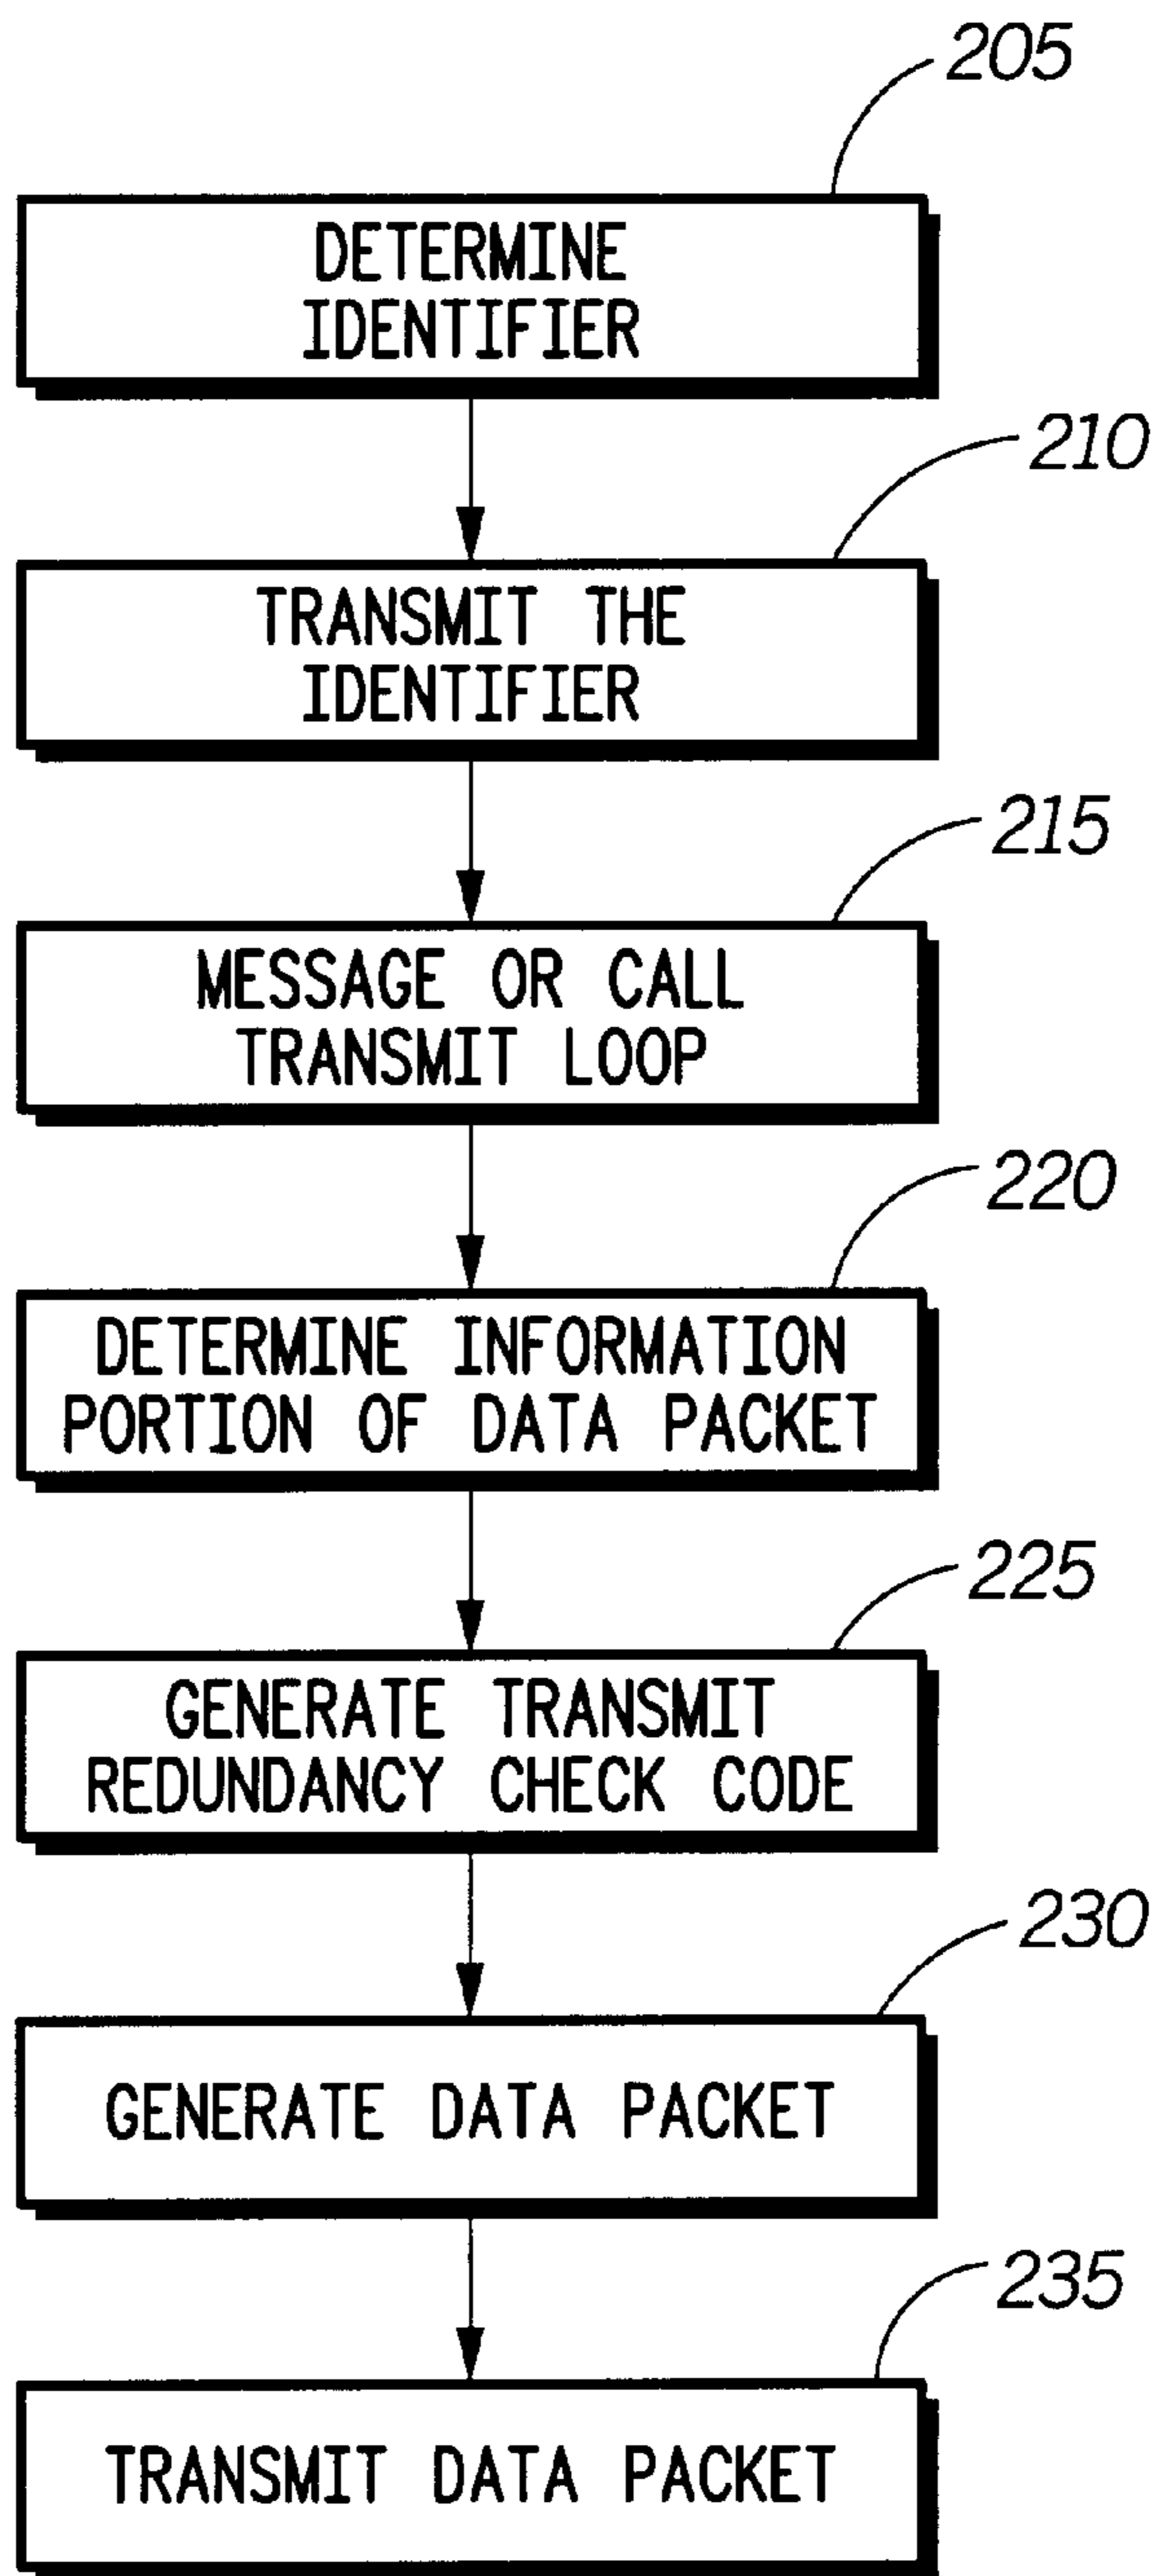 205
DETERMINE
IDENTIFIER
210
TRANSMIT THE
IDENTIFIER
215
MESSAGE OR CALL
TRANSMIT LOOP
220
DETERMINE INFORMATION
PORTION OF DATA PACKET
225
GENERATE TRANSMIT
REDUNDANCY CHECK CODE
230
GENERATE DATA PACKET
235
TRANSMIT DATA PACKET